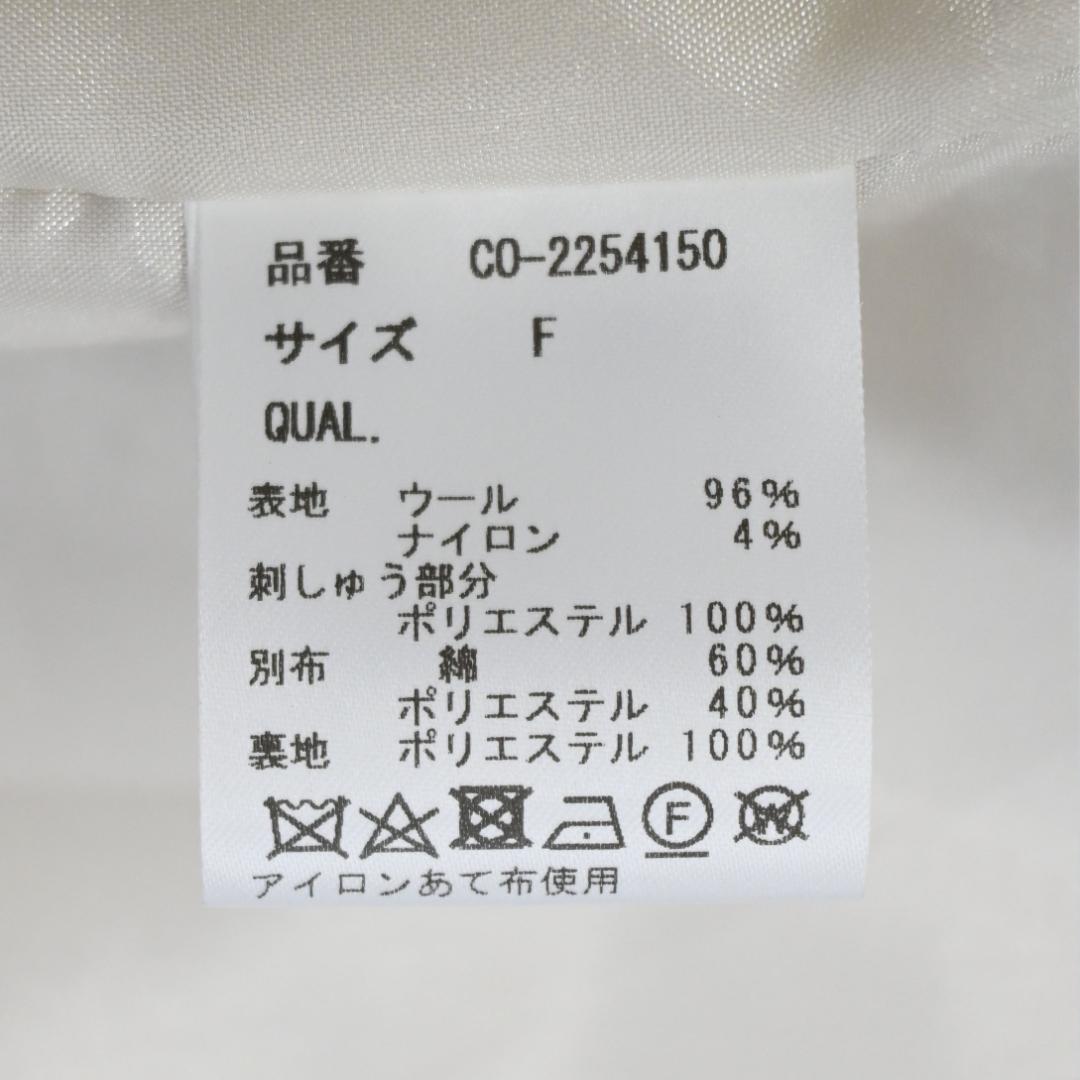 品番 CO-2254150
サイズ F
QUAL.
表地 ウール 96%
ナイロン 4%
刺しゅう部分
ポリエステル 100%
別布 綿 60%
ポリエステル 40%
裏地 ポリエステル 100%
F W
アイロンあて布使用